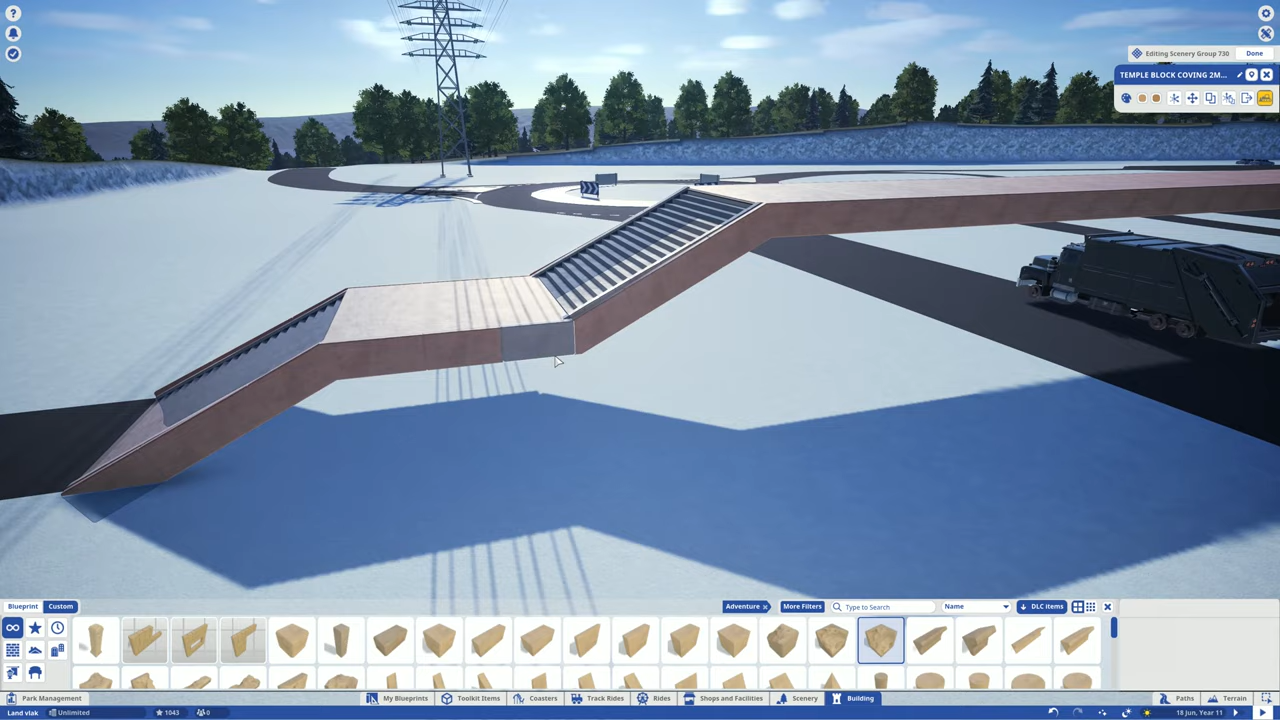 Editing Scenery Group 730 Done
TEMPLE BLOCK COVING 2M...
Blueprint Custom
Adventure × More Filters Type to Search Name DLC items
Park Management My Blueprints Toolkit Items Coasters Track Rides Rides Shops and Facilities Scenery Building Paths Terrain
Land vlak Unlimited 1043 0 18 Jun, Year 11